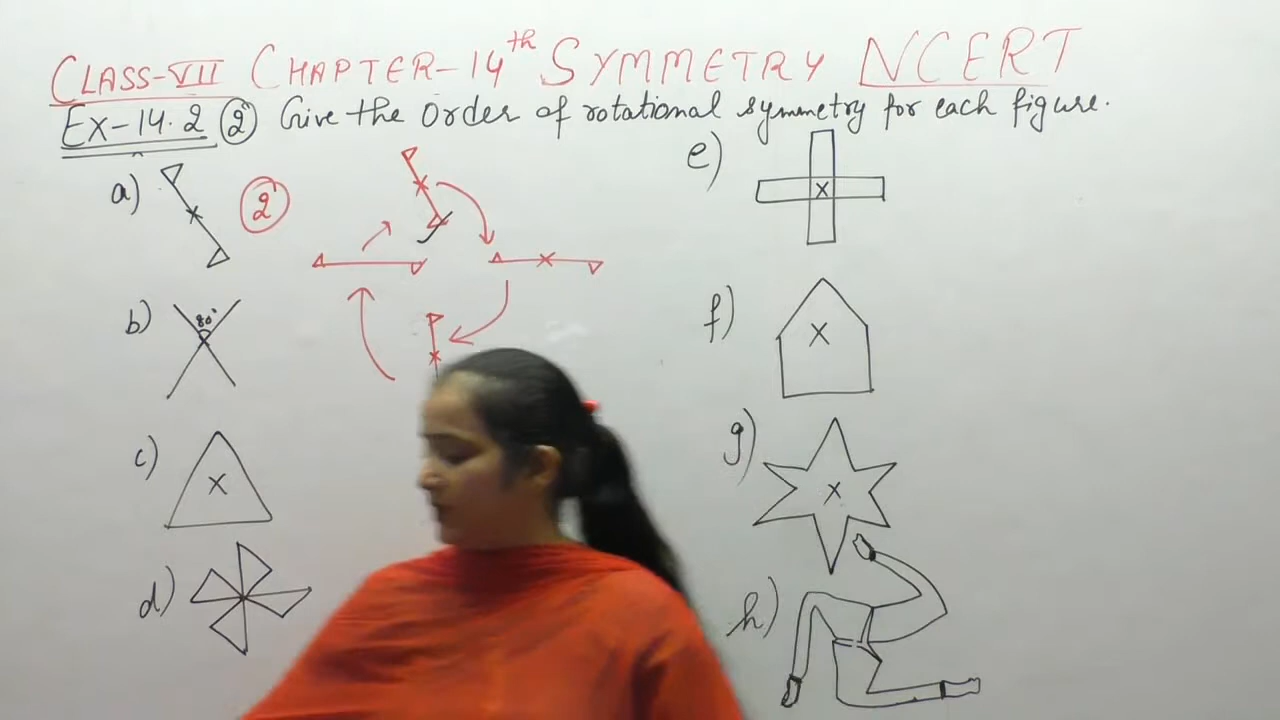 CLASS-VII CHAPTER-14th SYMMETRY NCERT
EX-14.2 (2) Give the Order of rotational symmetry for each figure.
a)
2
b)
80°
c)
d)
e)
f)
g)
h)